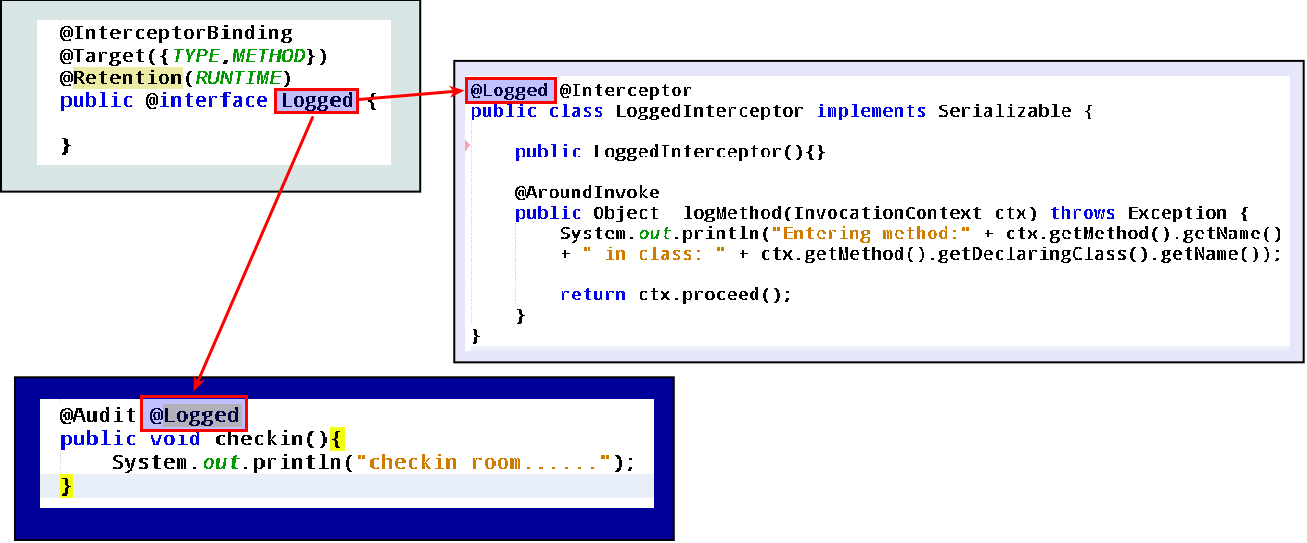 @InterceptorBinding
@Target({TYPE,METHOD})
@Retention(RUNTIME)
public @interface Logged {
}
@Logged @Interceptor
public class LoggedInterceptor implements Serializable {
public LoggedInterceptor(){}
@AroundInvoke
public Object  logMethod(InvocationContext ctx) throws Exception {
System.out.println("Entering method:" + ctx.getMethod().getName()
+ " in class: " + ctx.getMethod().getDeclaringClass().getName());
return ctx.proceed();
}
}
@Audit @Logged
public void checkin(){
System.out.println("checkin room......");
}